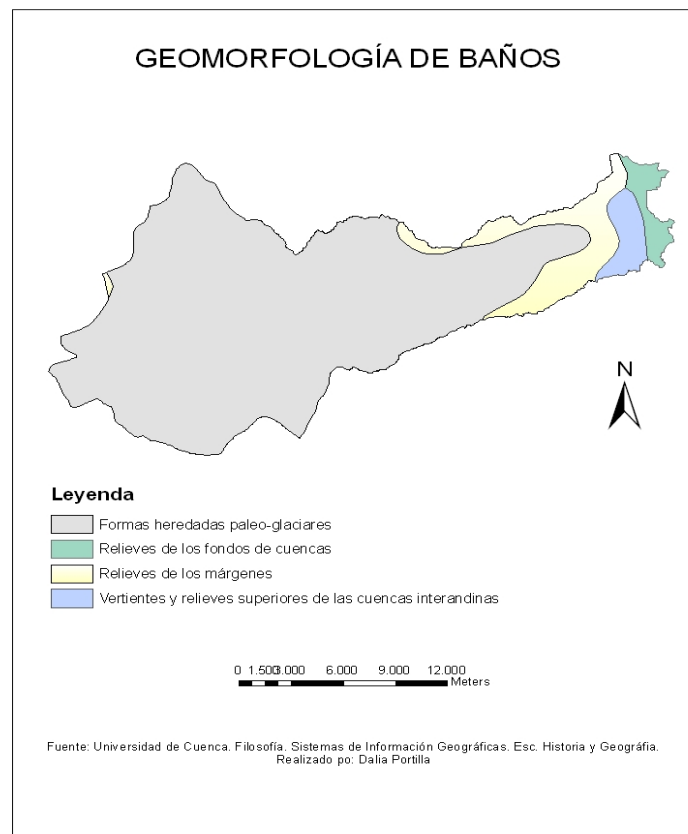 GEOMORFOLOGÍA DE BAÑOS
N
Leyenda
Formas heredadas paleo-glaciares
Relieves de los fondos de cuencas
Relieves de los márgenes
Vertientes y relieves superiores de las cuencas interandinas
0 1.500 3.000 6.000 9.000 12.000
Meters
Fuente: Universidad de Cuenca. Filosofía. Sistemas de Información Geográficas. Esc. Historia y Geográfia.
Realizado po: Dalia Portilla